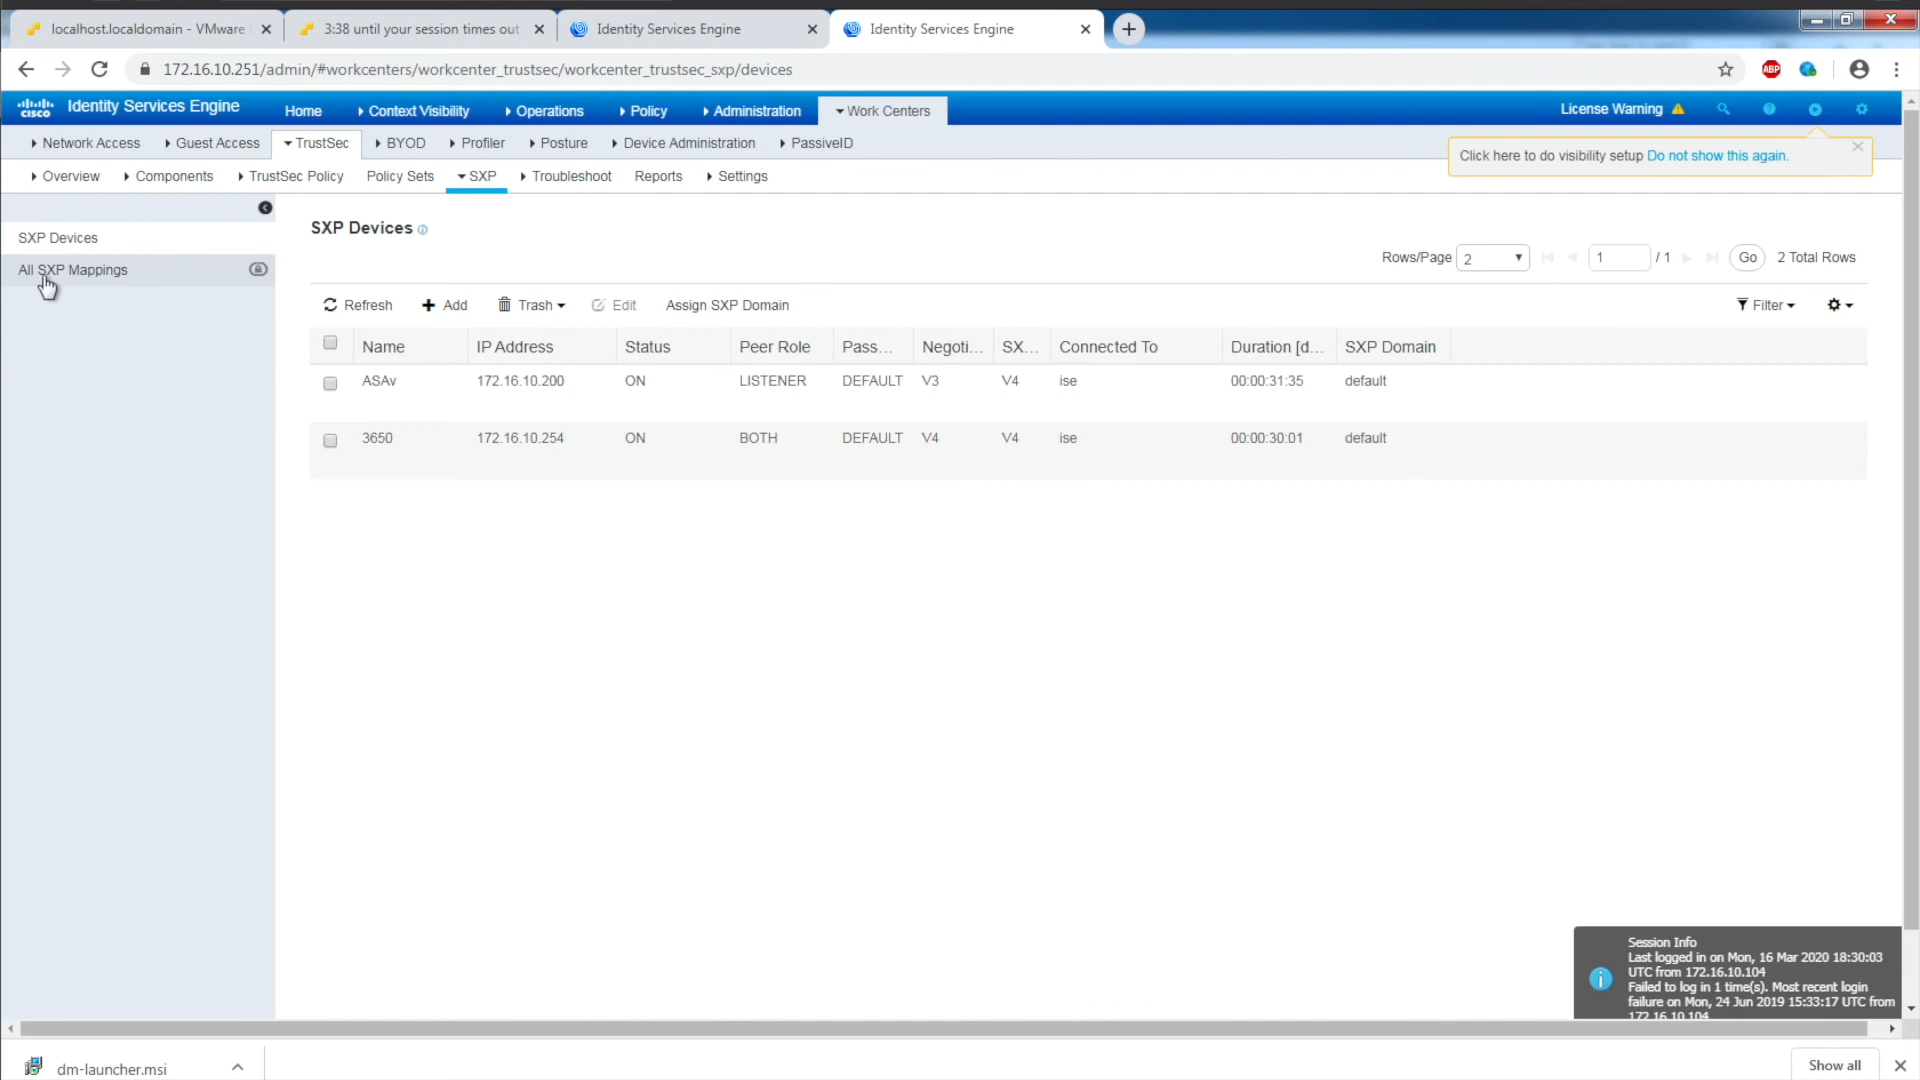 localhost.localdomain - VMware
3:38 until your session times out
Identity Services Engine
Identity Services Engine
172.16.10.251/admin/#workcenters/workcenter_trustsec/workcenter_trustsec_sxp/devices
ABP
cisco Identity Services Engine
Home Context Visibility Operations Policy Administration Work Centers
License Warning
Network Access Guest Access TrustSec BYOD Profiler Posture Device Administration PassiveID
Click here to do visibility setup Do not show this again.
Overview Components TrustSec Policy Policy Sets SXP Troubleshoot Reports Settings
SXP Devices
All SXP Mappings
SXP Devices
Rows/Page 2 1 / 1 Go 2 Total Rows
Refresh Add Trash Edit Assign SXP Domain Filter
Name IP Address Status Peer Role Pass... Negoti... SX... Connected To Duration [d... SXP Domain
ASAv 172.16.10.200 ON LISTENER DEFAULT V3 V4 ise 00:00:31:35 default
3650 172.16.10.254 ON BOTH DEFAULT V4 V4 ise 00:00:30:01 default
Session Info
Last logged in on Mon, 16 Mar 2020 18:30:03
UTC from 172.16.10.104
Failed to log in 1 time(s). Most recent login
failure on Mon, 24 Jun 2019 15:33:17 UTC from
172.16.10.104
dm-launcher.msi
Show all